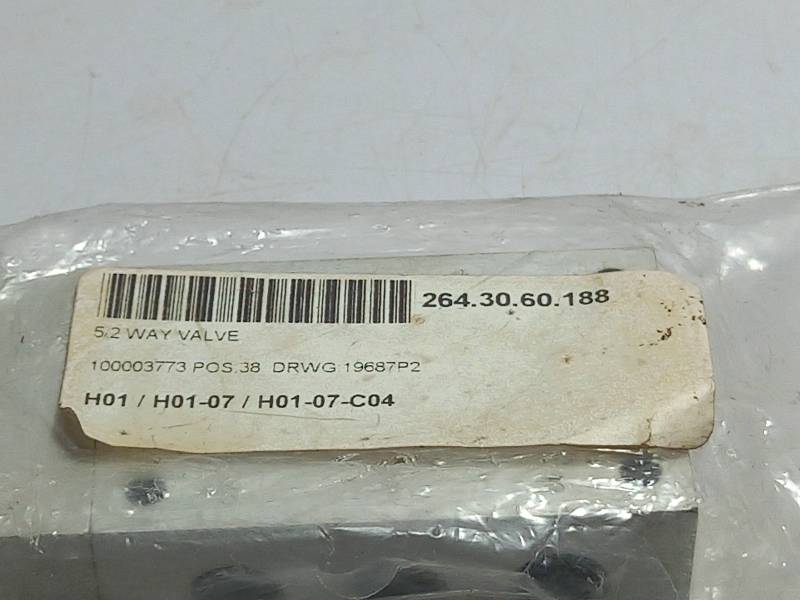 264.30.60.188
5/2 WAY VALVE
100003773 POS.38 DRWG 19687P2
H01 / H01-07 / H01-07-C04